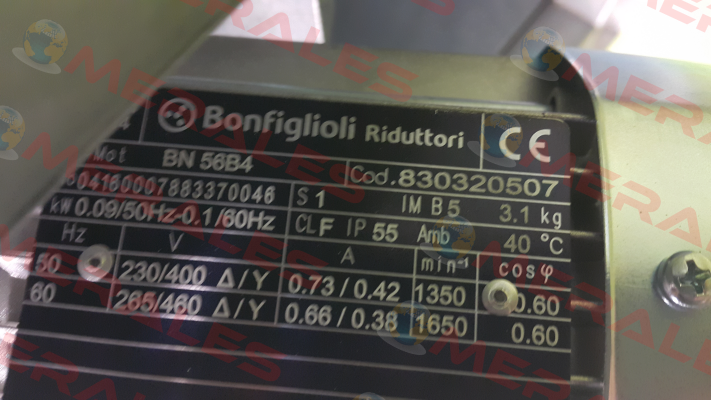 Bonfiglioli Riduttori CE
Mot BN 56B4 Cod. 830320507
504160007883370046 S1 IM B5 3.1 kg
kW 0.09/50Hz-0.1/60Hz CL F IP 55 Amb 40 °C
Hz V A min⁻¹ cosφ
50 230/400 Δ/Y 0.73 / 0.42 1350 0.60
60 265/460 Δ/Y 0.66 / 0.38 1650 0.60
MERALES